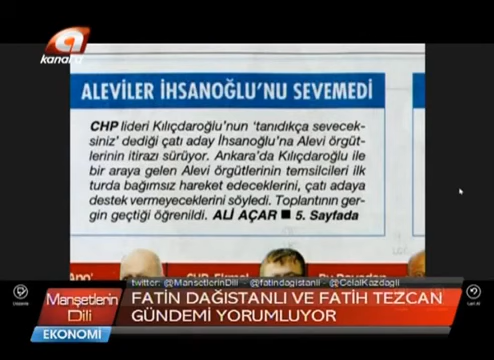 a
kanal a
ALEVİLER İHSANOĞLU'NU SEVEMEDİ
CHP lideri Kılıçdaroğlu'nun 'tanıdıkça sevecek-
siniz' dediği çatı aday İhsanoğlu'na Alevi örgüt-
lerinin itirazı sürüyor. Ankara'da Kılıçdaroğlu ile
bir araya gelen Alevi örgütlerinin temsilcileri ilk
turda bağımsız hareket edeceklerini, çatı adaya
destek vermeyeceklerini söyledi. Toplantının ger-
gin geçtiği öğrenildi. ALİ AÇAR ■ 5. Sayfada
twitter: @MansetlerinDili - @fatindagistanli - @CelalKazdagli
Manşetlerin
Dili
FATİN DAĞISTANLI VE FATİH TEZCAN
GÜNDEMİ YORUMLUYOR
EKONOMİ